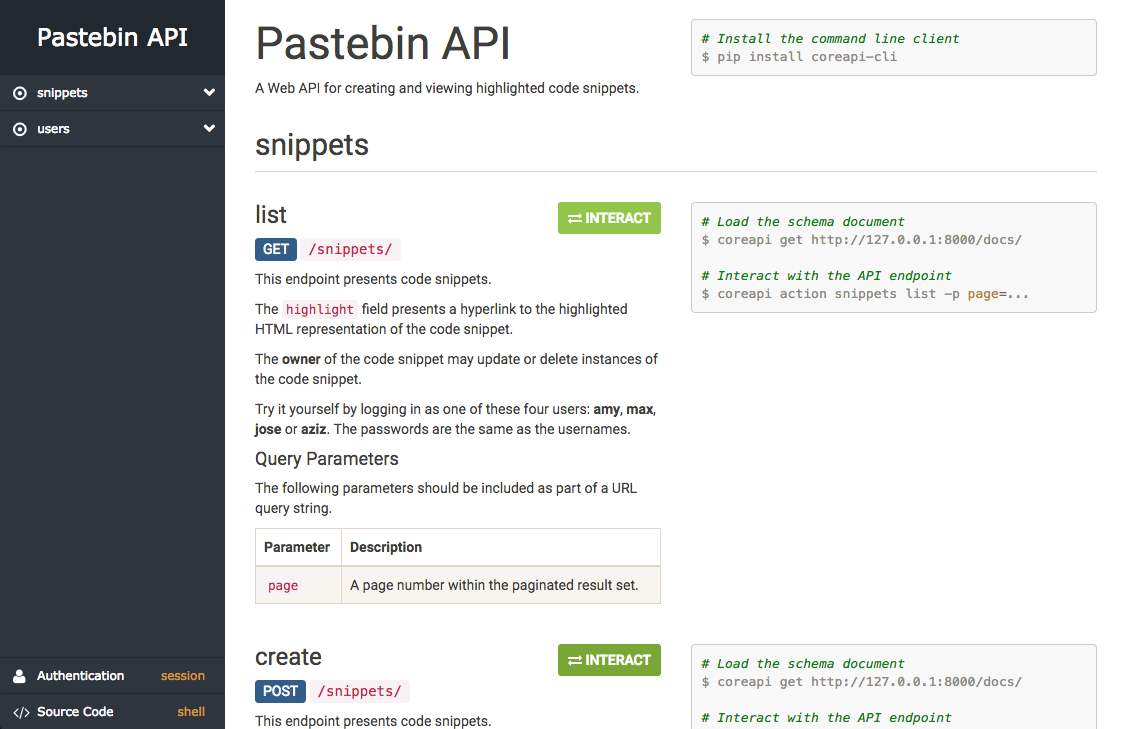 Pastebin API
snippets
users
Authentication session
Source Code shell
Pastebin API
A Web API for creating and viewing highlighted code snippets.
# Install the command line client
$ pip install coreapi-cli
snippets
list
INTERACT
GET /snippets/
This endpoint presents code snippets.
The highlight field presents a hyperlink to the highlighted
HTML representation of the code snippet.
The owner of the code snippet may update or delete instances of
the code snippet.
Try it yourself by logging in as one of these four users: amy, max,
jose or aziz. The passwords are the same as the usernames.
Query Parameters
The following parameters should be included as part of a URL
query string.
Parameter Description
page A page number within the paginated result set.
# Load the schema document
$ coreapi get http://127.0.0.1:8000/docs/
# Interact with the API endpoint
$ coreapi action snippets list -p page=...
create
INTERACT
POST /snippets/
This endpoint presents code snippets.
# Load the schema document
$ coreapi get http://127.0.0.1:8000/docs/
# Interact with the API endpoint